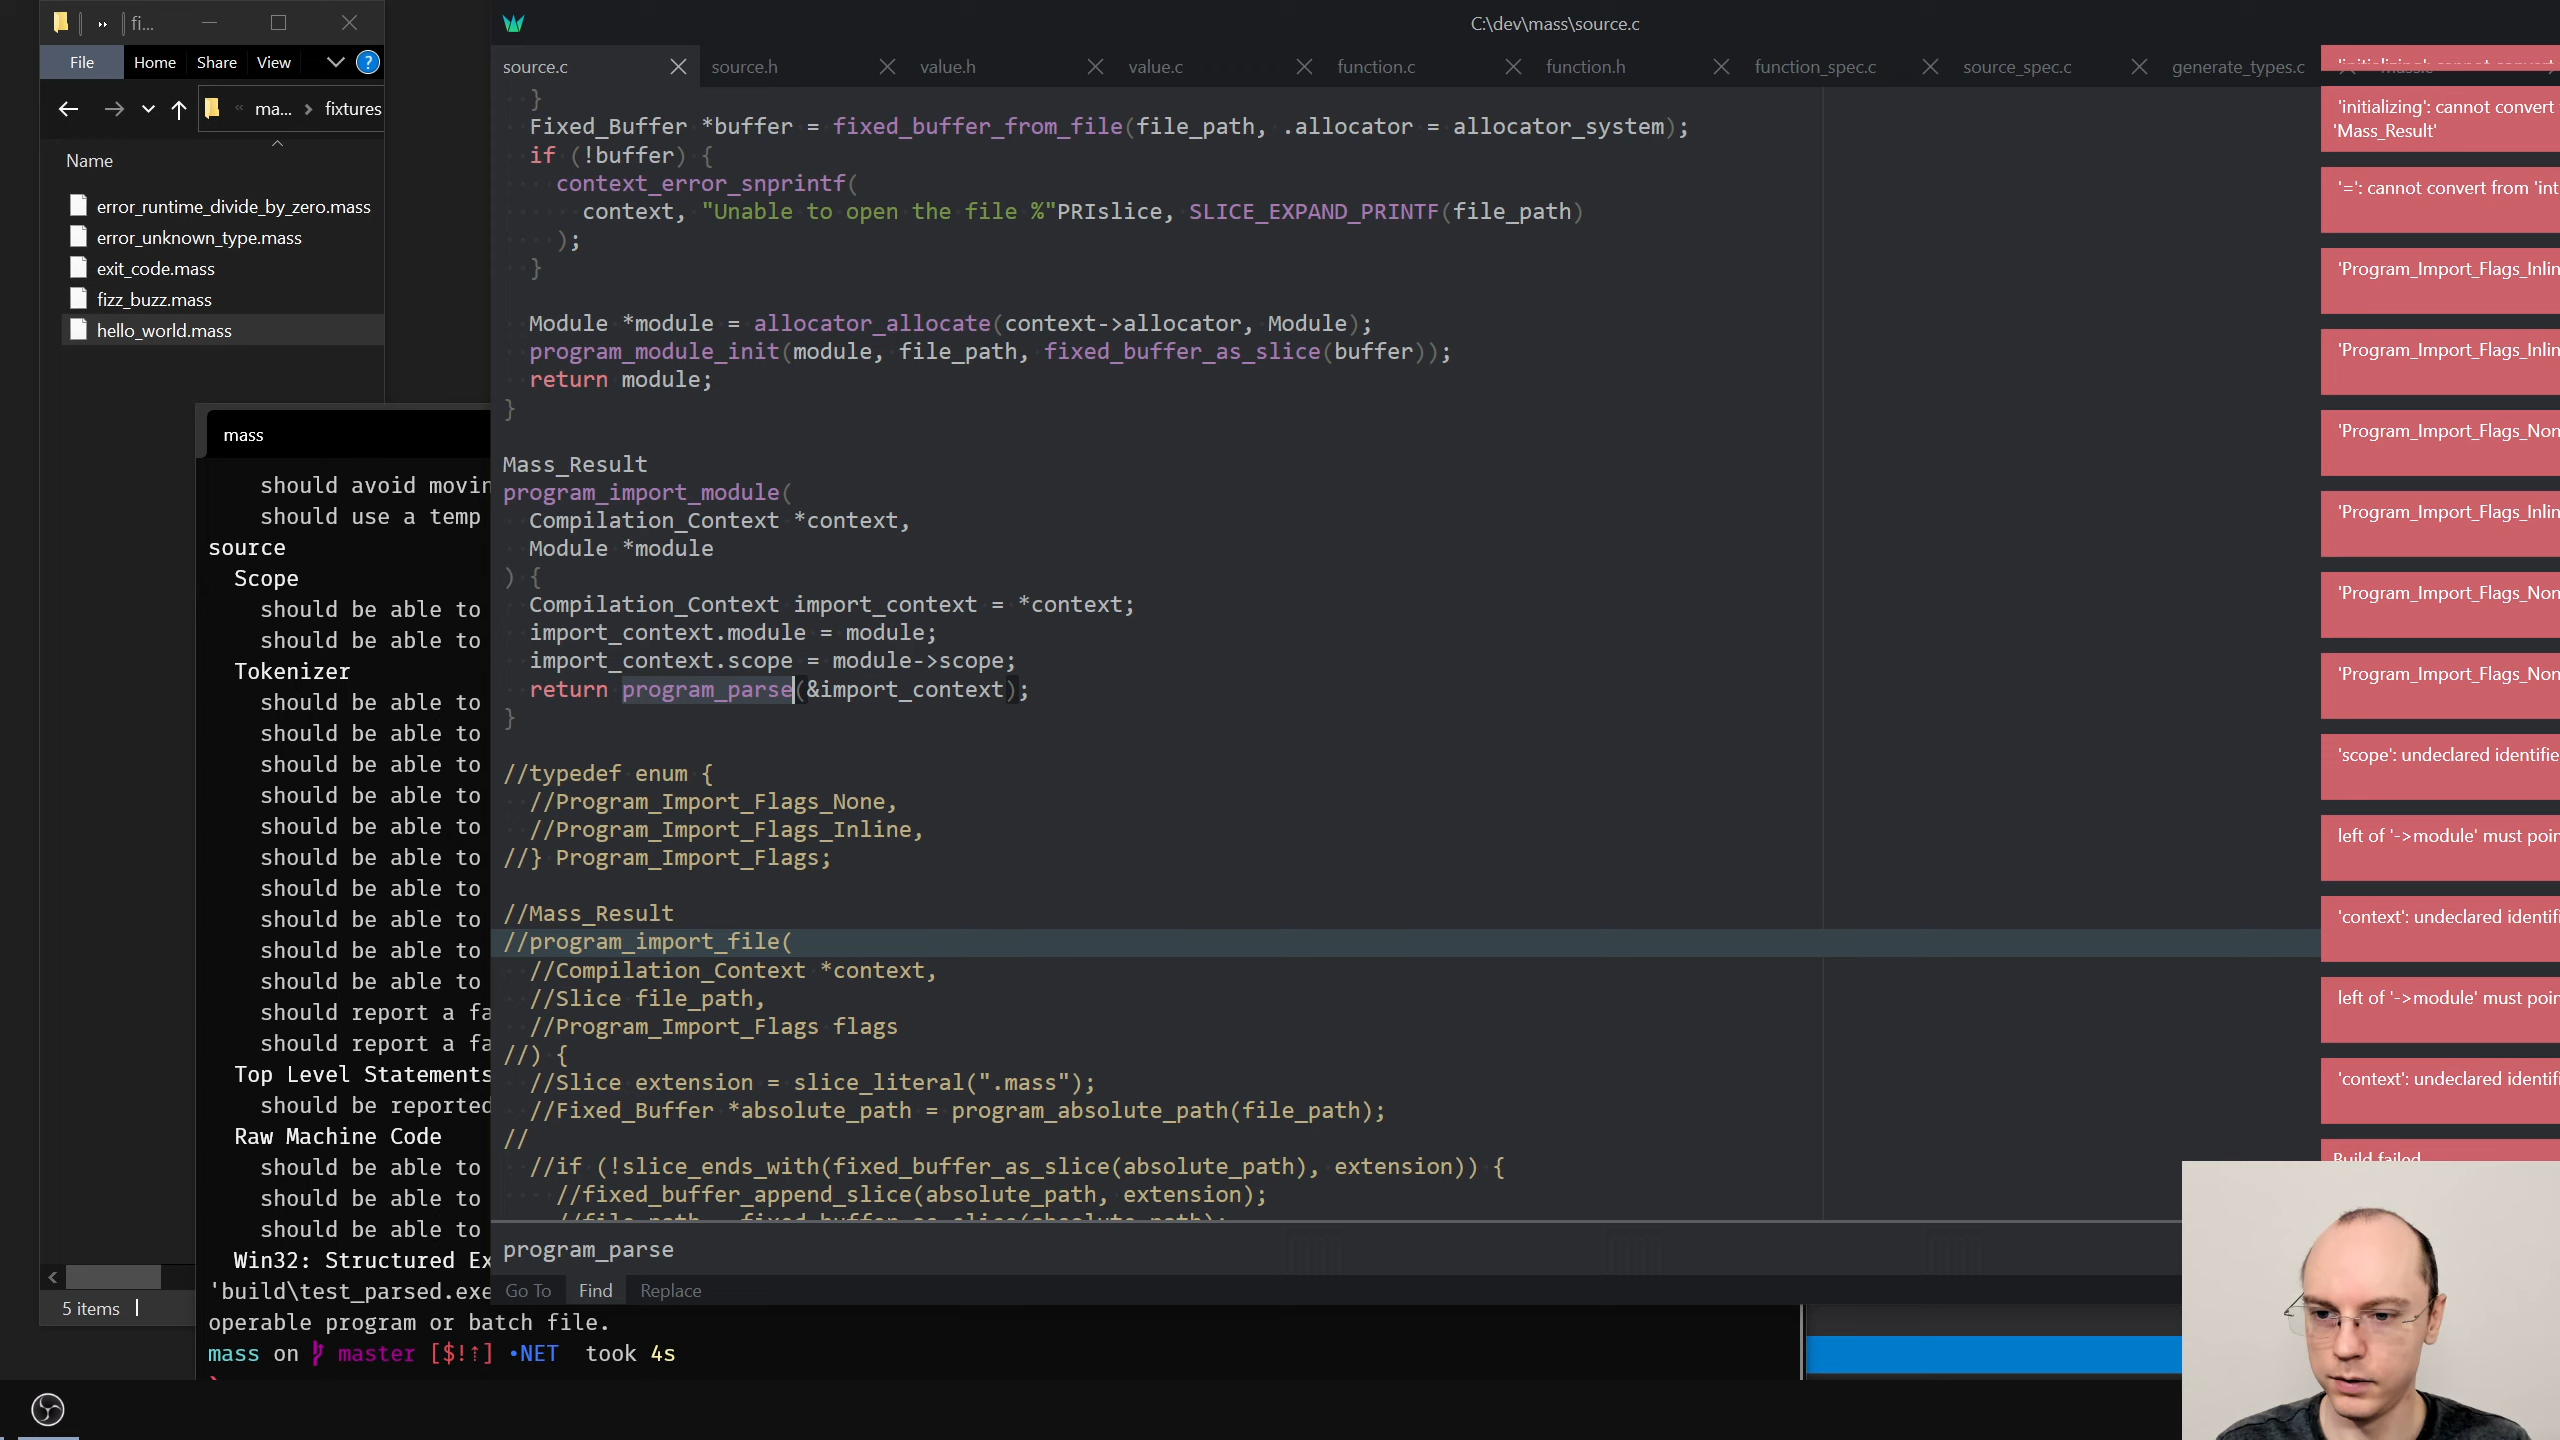 fi...
File Home Share View
ma... fixtures
Name
error_runtime_divide_by_zero.mass
error_unknown_type.mass
exit_code.mass
fizz_buzz.mass
hello_world.mass
5 items
mass
should avoid movin
should use a temp
source
Scope
should be able to
should be able to
Tokenizer
should be able to
should be able to
should be able to
should be able to
should be able to
should be able to
should be able to
should be able to
should be able to
should be able to
should report a fa
should report a fa
Top Level Statements
should be reported
Raw Machine Code
should be able to
should be able to
should be able to
Win32: Structured Ex
'build\test_parsed.exe
operable program or batch file.
mass on master [$!⇡] •NET took 4s
C:\dev\mass\source.c
source.c source.h value.h value.c function.c function.h function_spec.c source_spec.c generate_types.c
}
Fixed_Buffer *buffer = fixed_buffer_from_file(file_path, .allocator = allocator_system);
if (!buffer) {
context_error_snprintf(
context, "Unable to open the file %"PRIslice, SLICE_EXPAND_PRINTF(file_path)
);
}
Module *module = allocator_allocate(context->allocator, Module);
program_module_init(module, file_path, fixed_buffer_as_slice(buffer));
return module;
}
Mass_Result
program_import_module(
Compilation_Context *context,
Module *module
) {
Compilation_Context import_context = *context;
import_context.module = module;
import_context.scope = module->scope;
return program_parse(&import_context);
}
//typedef enum {
//Program_Import_Flags_None,
//Program_Import_Flags_Inline,
//} Program_Import_Flags;
//Mass_Result
//program_import_file(
//Compilation_Context *context,
//Slice file_path,
//Program_Import_Flags flags
//) {
//Slice extension = slice_literal(".mass");
//Fixed_Buffer *absolute_path = program_absolute_path(file_path);
//
//if (!slice_ends_with(fixed_buffer_as_slice(absolute_path), extension)) {
//fixed_buffer_append_slice(absolute_path, extension);
//file_path = fixed_buffer_as_slice(absolute_path);
program_parse
Go To Find Replace
'initializing': cannot convert
'initializing': cannot convert
'Mass_Result'
'=': cannot convert from 'int
'Program_Import_Flags_Inlin
'Program_Import_Flags_Inlin
'Program_Import_Flags_Non
'Program_Import_Flags_Inlin
'Program_Import_Flags_Non
'Program_Import_Flags_Non
'scope': undeclared identifie
left of '->module' must poin
'context': undeclared identifi
left of '->module' must poin
'context': undeclared identifi
Build failed